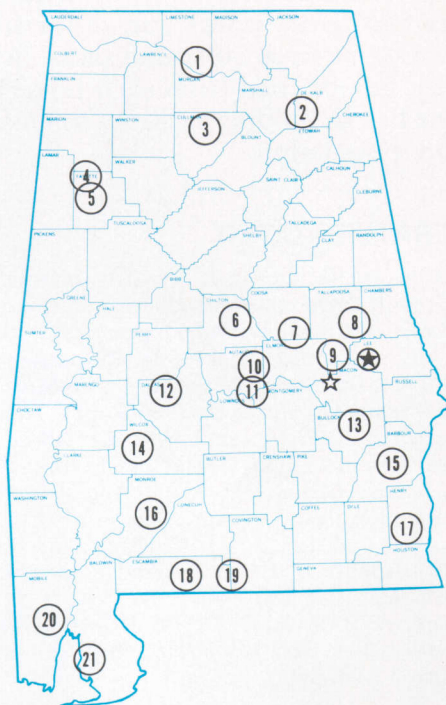 LAUDERDALE
LIMESTONE
MADISON
JACKSON
COLBERT
LAWRENCE
1
FRANKLIN
MORGAN
MARSHALL
DE KALB
2
CHEROKEE
MARION
WINSTON
CULLMAN
3
BLOUNT
ETOWAH
LAMAR
4
FAYETTE
5
WALKER
CALHOUN
JEFFERSON
SAINT CLAIR
CLEBURNE
PICKENS
TUSCALOOSA
SHELBY
TALLADEGA
CLAY
RANDOLPH
GREENE
HALE
BIBB
CHILTON
6
COOSA
TALLAPOOSA
CHAMBERS
8
SUMTER
PERRY
7
ELMORE
AUTAUGA
10
9
LEE
MACON
RUSSELL
MARENGO
DALLAS
12
LOWNDES
11
MONTGOMERY
BULLOCK
13
CHOCTAW
WILCOX
14
BARBOUR
15
CLARKE
MONROE
16
BUTLER
CRENSHAW
PIKE
HENRY
WASHINGTON
CONECUH
COVINGTON
COFFEE
DALE
17
HOUSTON
BALDWIN
ESCAMBIA
18
19
GENEVA
MOBILE
20
21